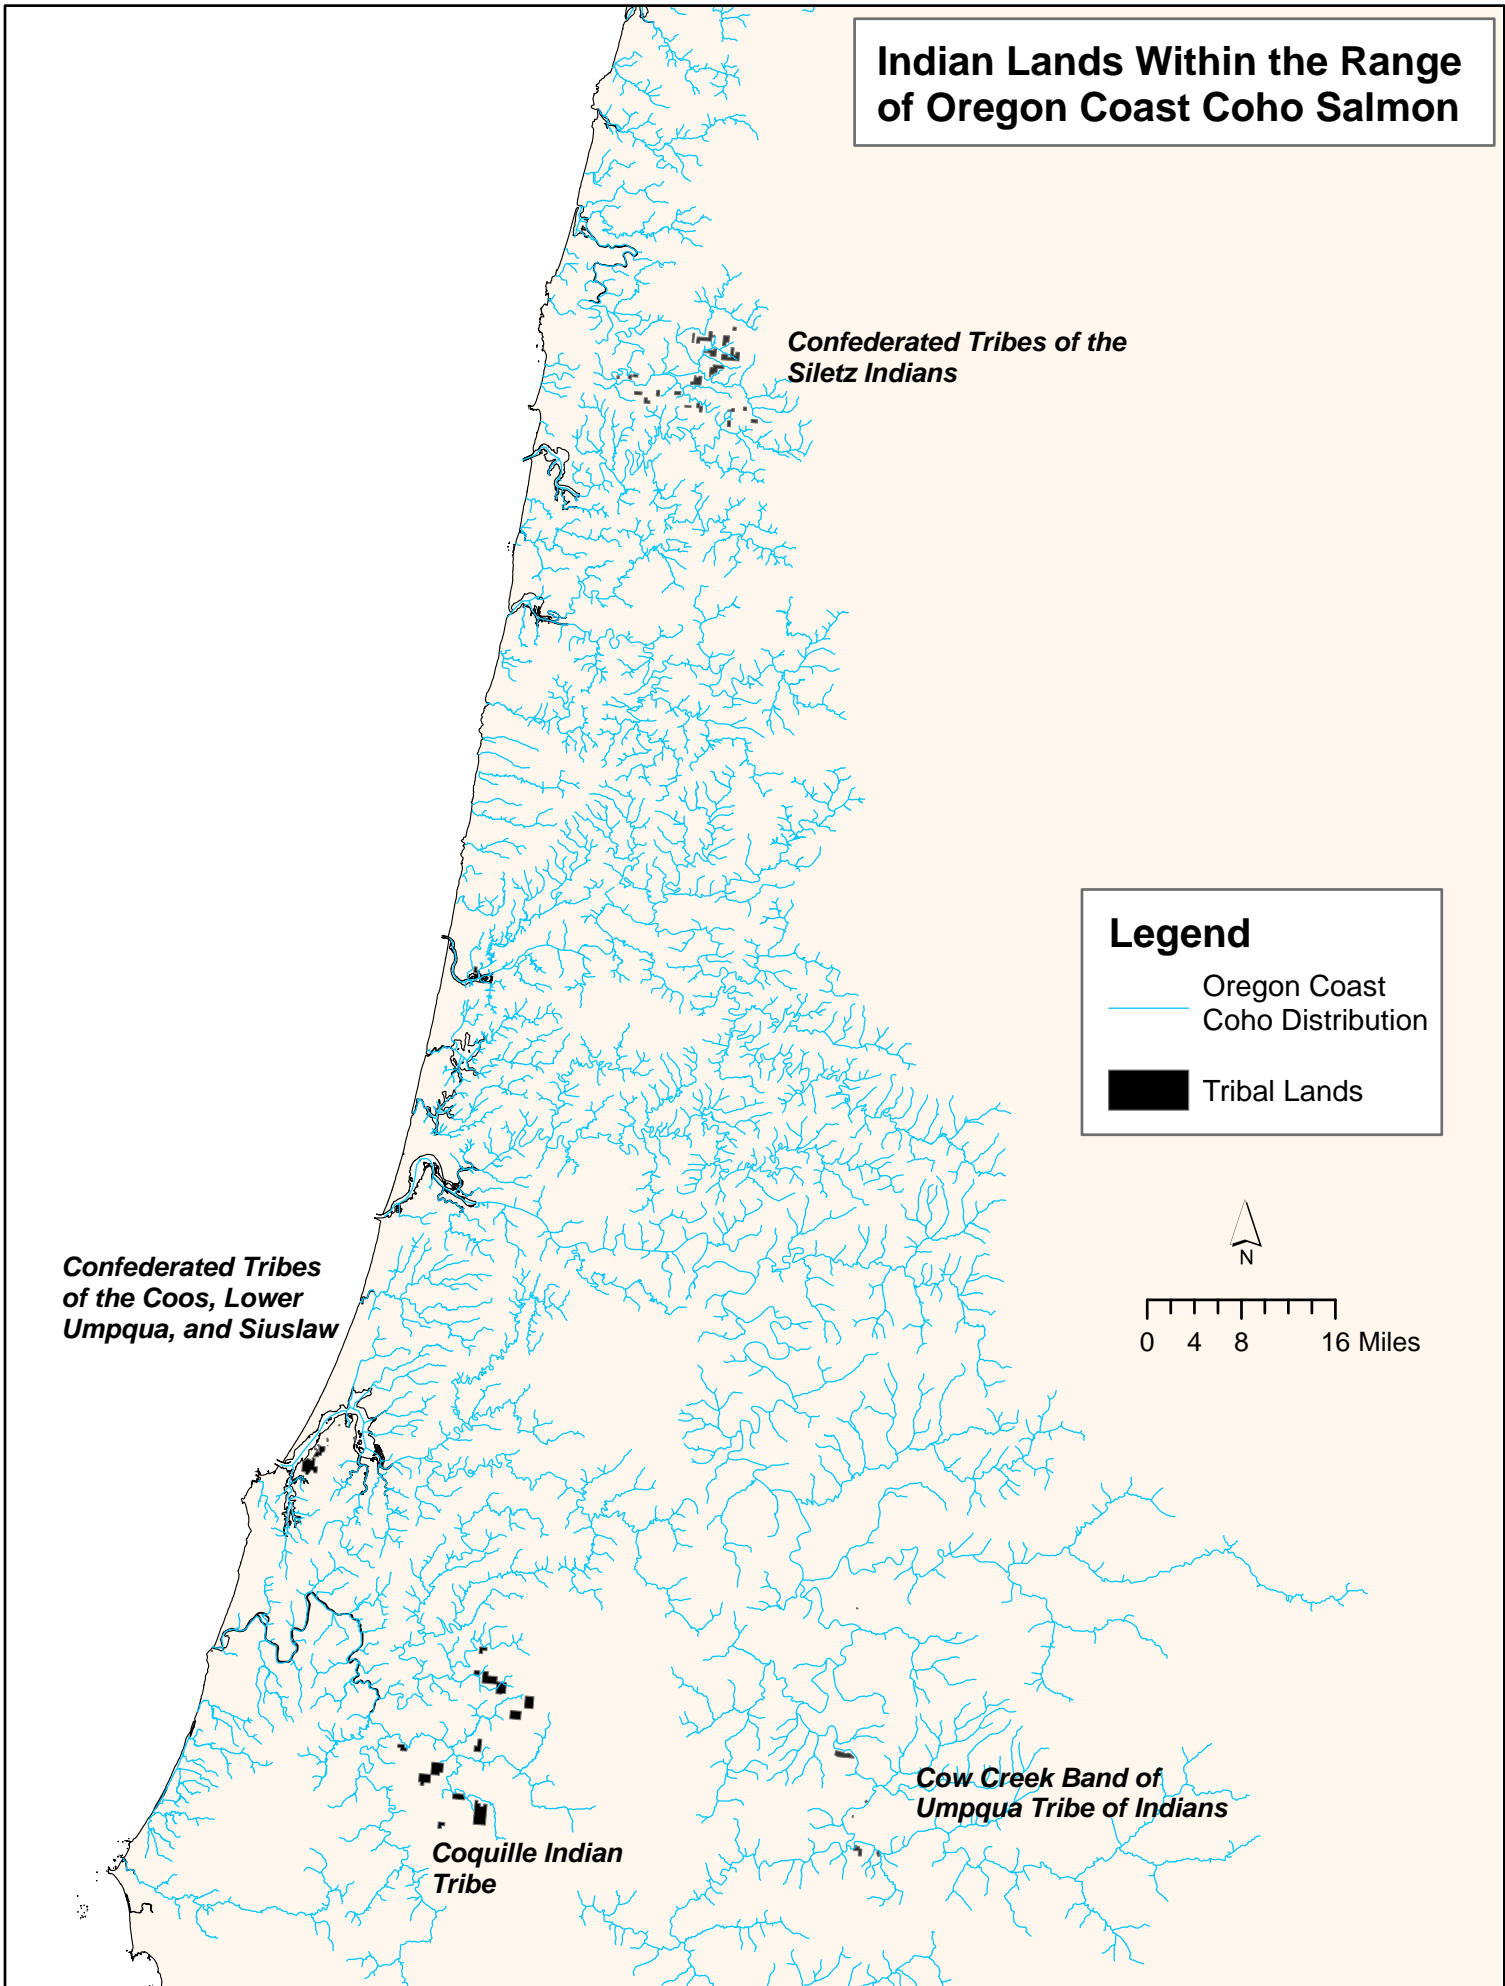 Indian Lands Within the Range
of Oregon Coast Coho Salmon
Confederated Tribes of the
Siletz Indians
Legend
Oregon Coast
Coho Distribution
Tribal Lands
N
0 4 8 16 Miles
Confederated Tribes
of the Coos, Lower
Umpqua, and Siuslaw
Cow Creek Band of
Umpqua Tribe of Indians
Coquille Indian
Tribe